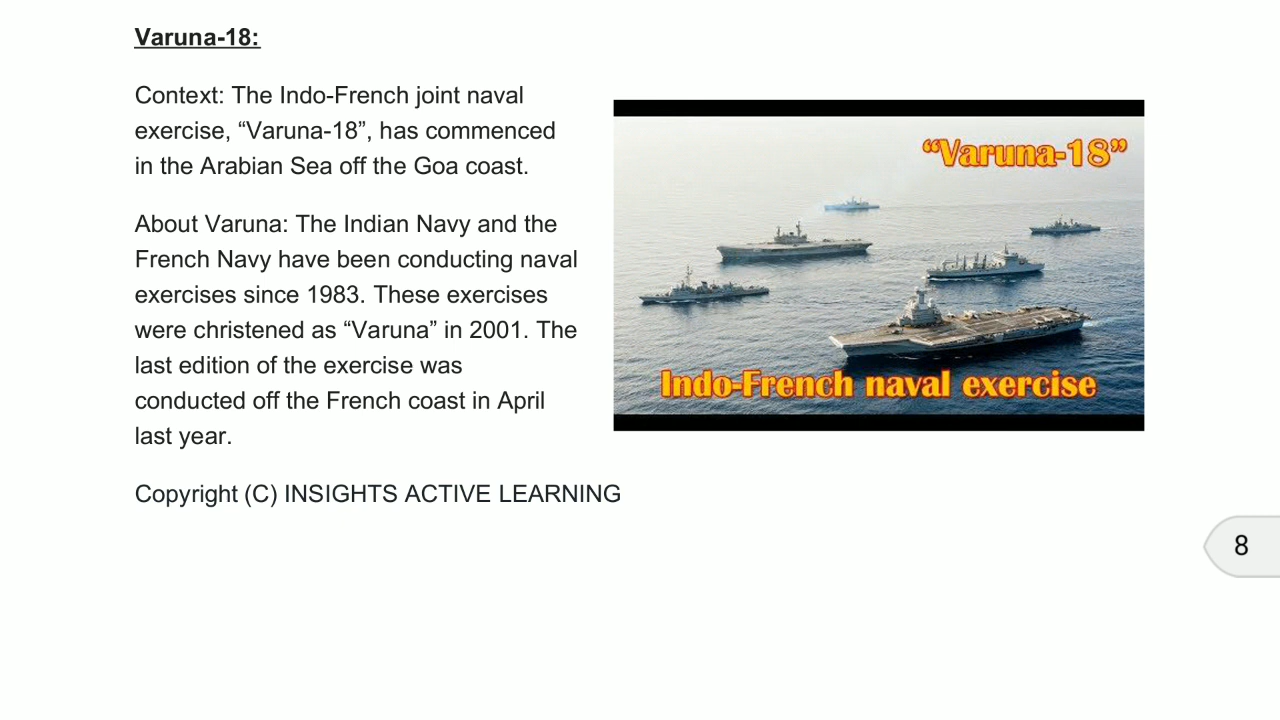 Varuna-18:
Context: The Indo-French joint naval
exercise, “Varuna-18”, has commenced
in the Arabian Sea off the Goa coast.
About Varuna: The Indian Navy and the
French Navy have been conducting naval
exercises since 1983. These exercises
were christened as “Varuna” in 2001. The
last edition of the exercise was
conducted off the French coast in April
last year.
“Varuna-18”
Indo-French naval exercise
Copyright (C) INSIGHTS ACTIVE LEARNING
8